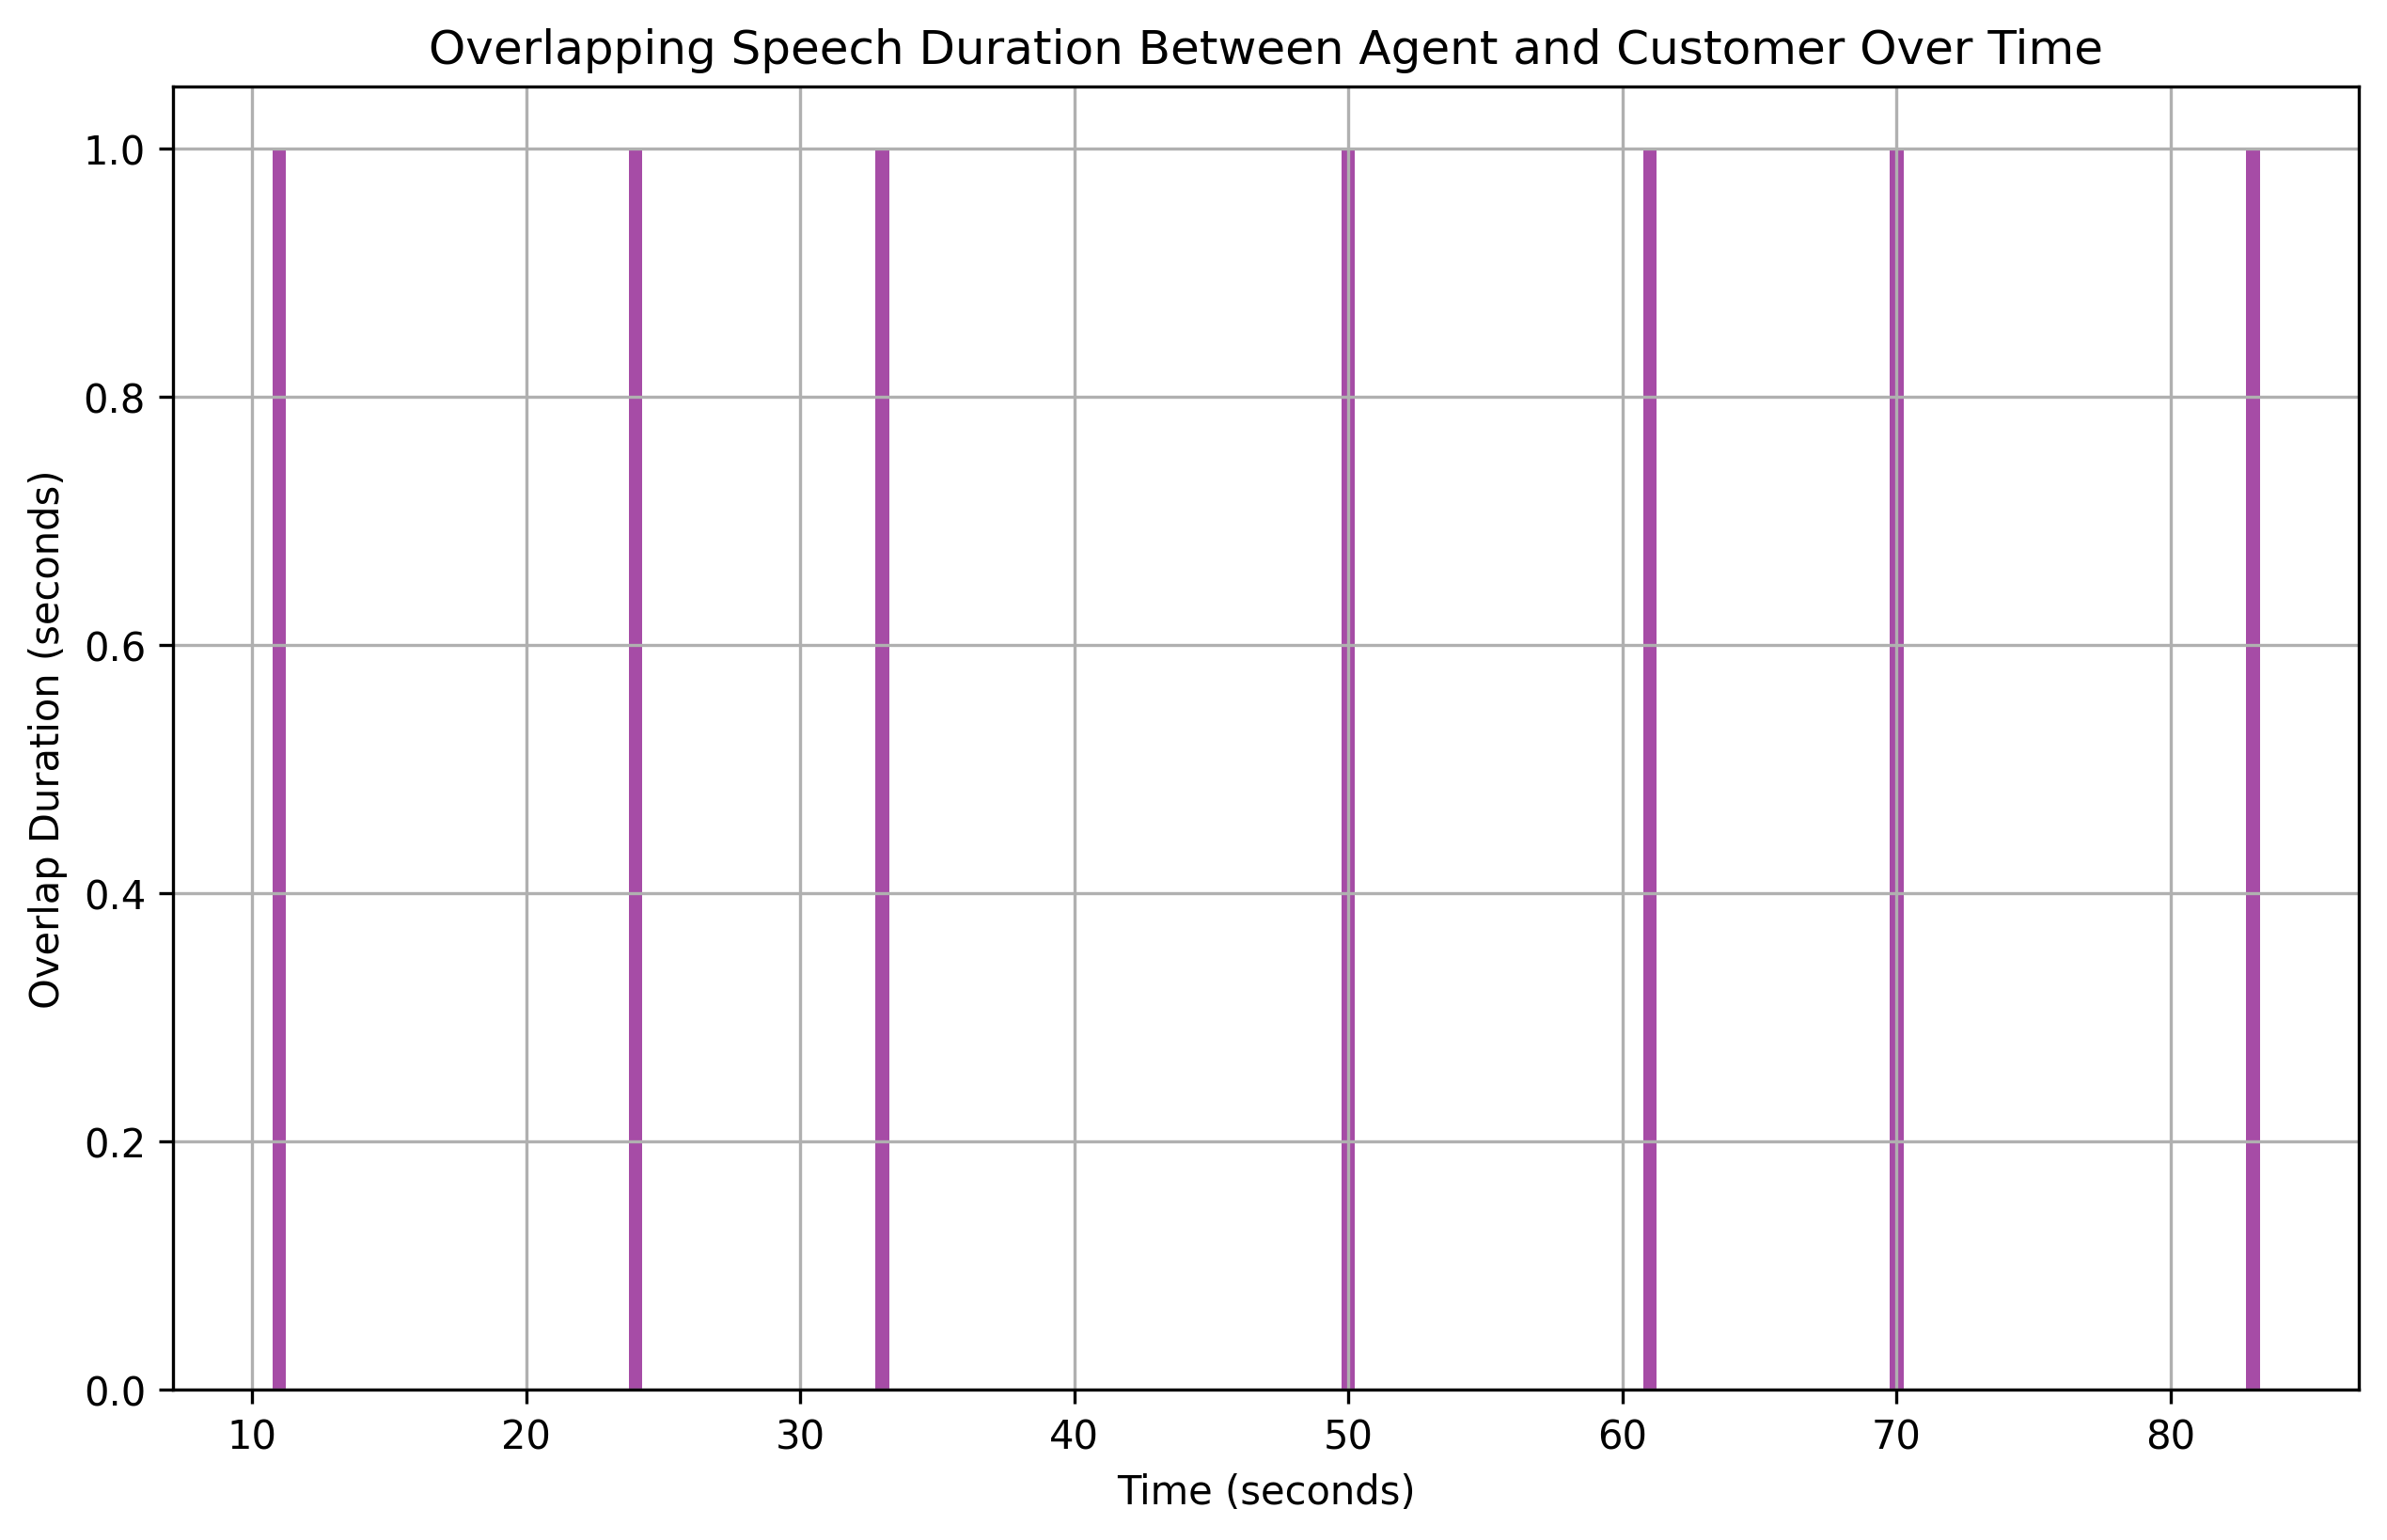 Overlapping Speech Duration Between Agent and Customer Over Time
Overlap Duration (seconds)
1.0
0.8
0.6
0.4
0.2
0.0
10 20 30 40 50 60 70 80
Time (seconds)